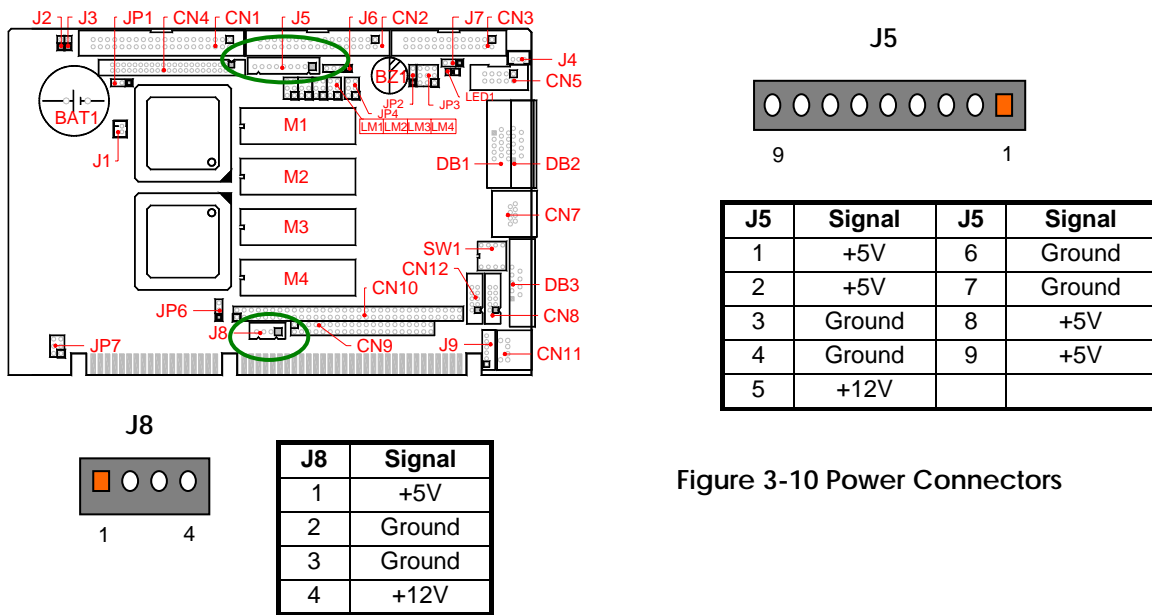 J2 J3 JP1 CN4 CN1 J5 J6 CN2 J7 CN3
J4
BZ1
CN5
JP2 JP3 LED1
JP4
BAT1
LM1 LM2 LM3 LM4
M1
J1
DB1 DB2
M2
CN7
M3
SW1
CN12
M4
CN10
DB3
JP6
CN8
J8
CN9
J9
JP7
CN11
J5
9 1
J5 Signal J5 Signal
1 +5V 6 Ground
2 +5V 7 Ground
3 Ground 8 +5V
4 Ground 9 +5V
5 +12V
J8
1 4
J8 Signal
1 +5V
2 Ground
3 Ground
4 +12V
Figure 3-10 Power Connectors